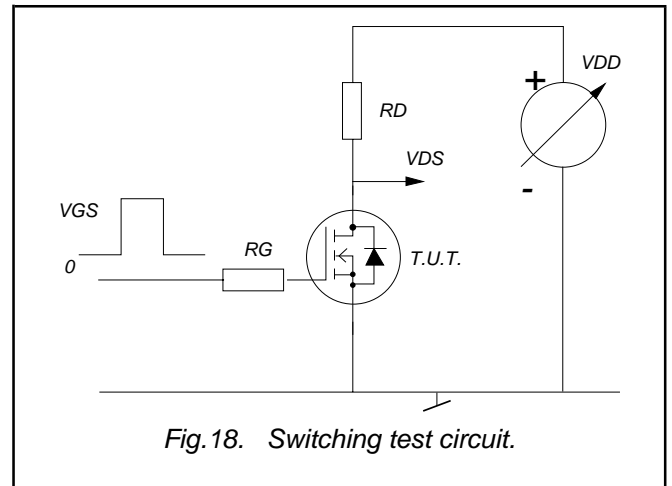 VDD
+
RD
VDS
-
VGS
0
RG
T.U.T.
Fig.18. Switching test circuit.